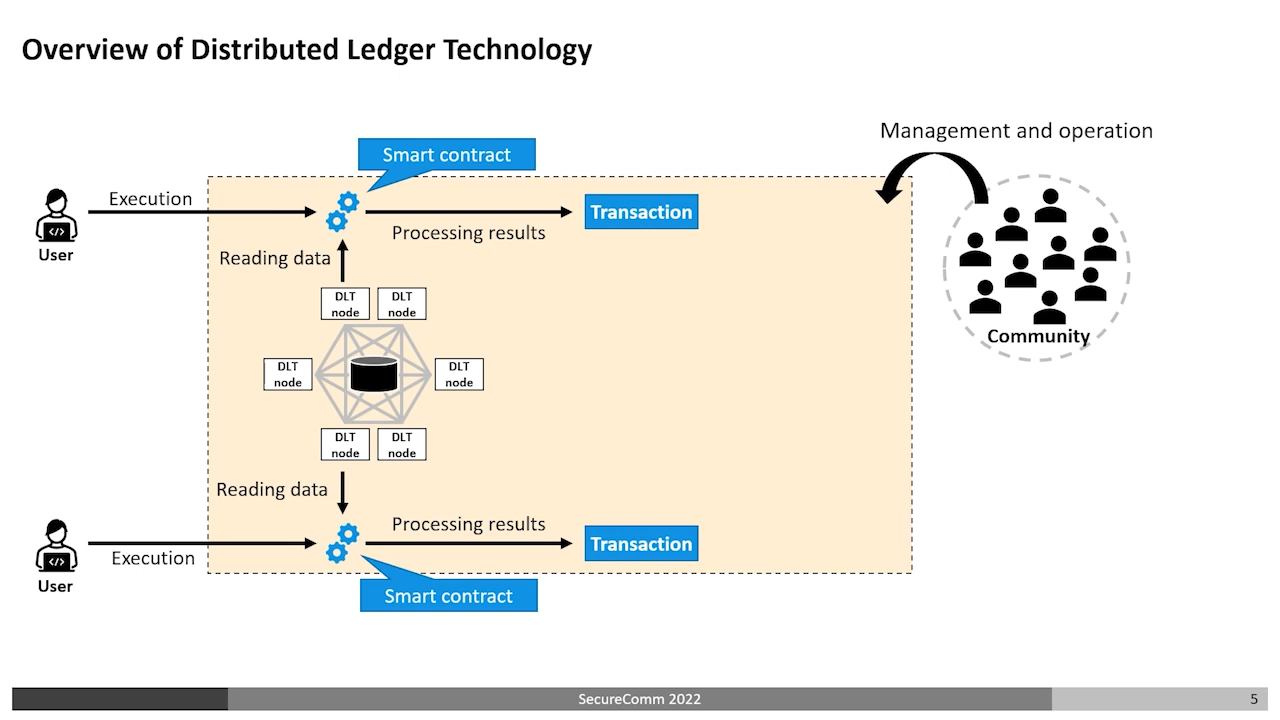 Overview of Distributed Ledger Technology
Management and operation
Smart contract
Execution
User
Transaction
Processing results
Reading data
DLT
node
DLT
node
Community
DLT
node
DLT
node
DLT
node
DLT
node
Reading data
Processing results
Execution
User
Transaction
Smart contract
SecureComm 2022
5